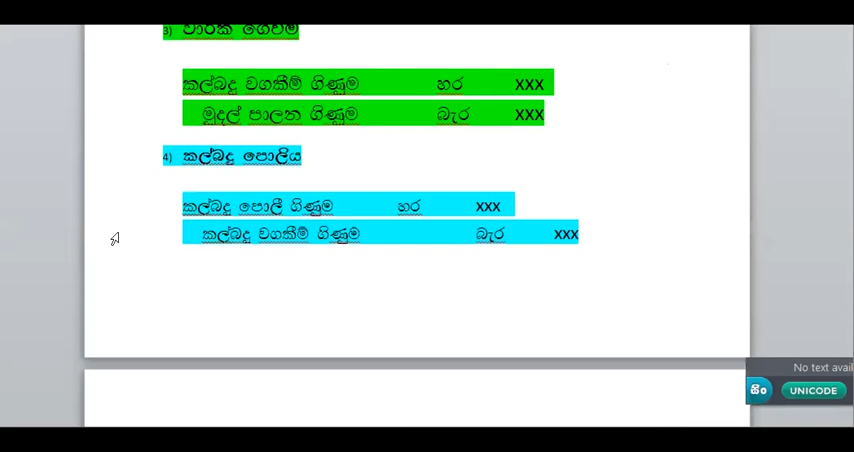 3) වාරික ගෙවීම
කල්බදු වගකීම් ගිණුම හර XXX
මුදල් පාලන ගිණුම බැර XXX
4) කල්බදු පොලිය
කල්බදු පොලී ගිණුම හර XXX
කල්බදු වගකීම් ගිණුම බැර XXX
No text avail
සිං UNICODE